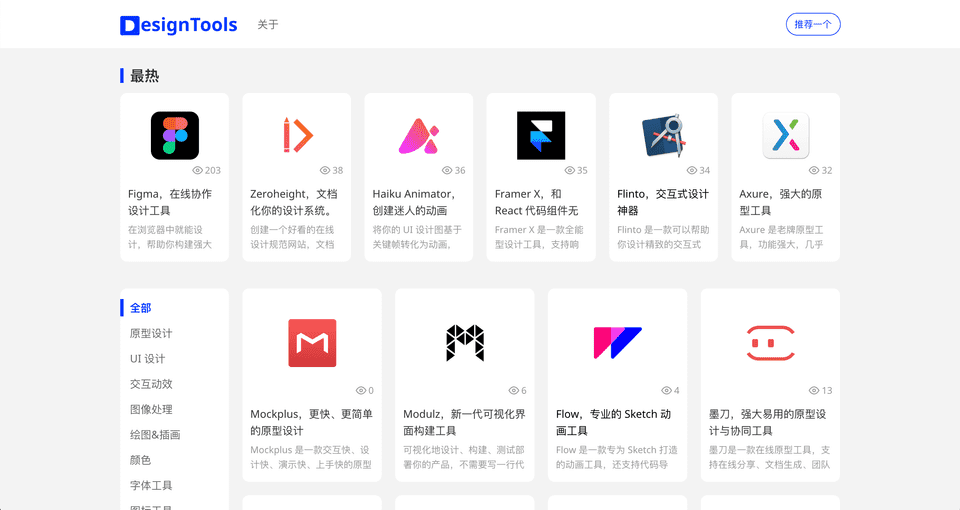 DesignTools
关于
推荐一个
最热
203
Figma，在线协作
设计工具
在浏览器中就能设
计，帮助你构建强大
38
Zeroheight，文档
化你的设计系统。
创建一个好看的在线
设计规范网站，文档
36
Haiku Animator，
创建迷人的动画
将你的 UI 设计图基于
关键帧转化为动画，
35
Framer X，和
React 代码组件无
Framer X 是一款全能
型设计工具，支持响
34
Flinto，交互式设计
神器
Flinto 是一款可以帮助
你设计精致的交互式
32
Axure，强大的原
型工具
Axure 是老牌原型工
具，功能强大，几乎
全部
原型设计
UI 设计
交互动效
图像处理
绘图&插画
颜色
字体工具
图标工具
0
Mockplus，更快、更简单
的原型设计
Mockplus 是一款交互快、设
计快、演示快、上手快的原型
6
Modulz，新一代可视化界
面构建工具
可视化地设计、构建、测试部
署你的产品，不需要写一行代
4
Flow，专业的 Sketch 动
画工具
Flow 是一款专为 Sketch 打造
的动画工具，还支持代码导
13
墨刀，强大易用的原型设
计与协同工具
墨刀是一款在线原型工具，支
持在线分享、文档生成、团队